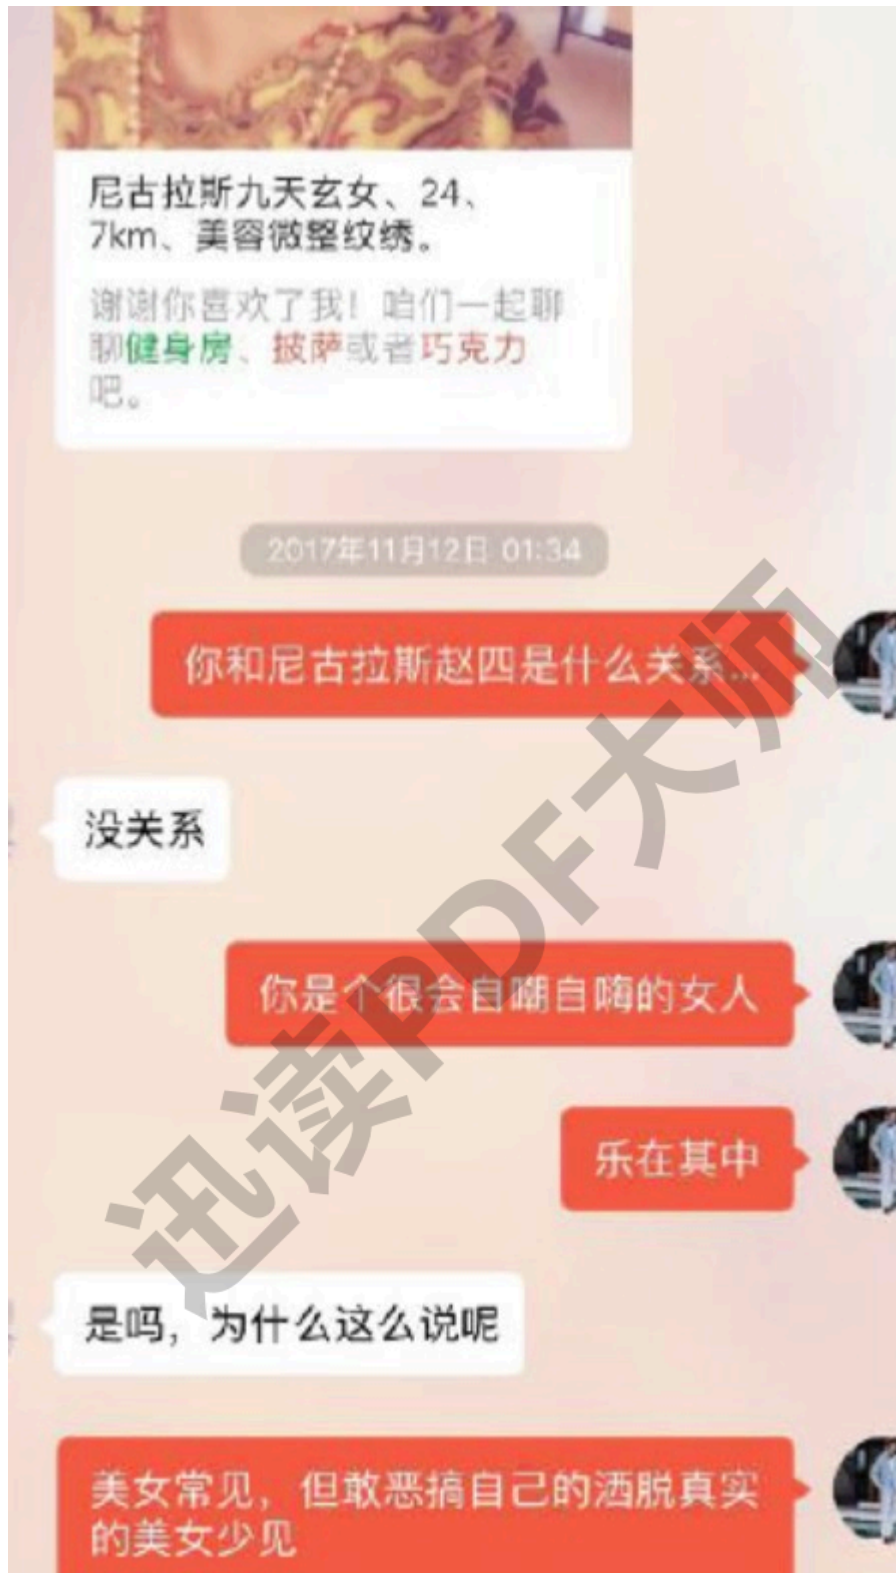 尼古拉斯九天玄女、24、
7km、美容微整纹绣。
谢谢你喜欢了我！咱们一起聊
聊健身房、披萨或者巧克力
吧。
2017年11月12日 01:34
你和尼古拉斯赵四是什么关系...
没关系
你是个很会自嘲自嗨的女人
乐在其中
是吗，为什么这么说呢
美女常见，但敢恶搞自己的洒脱真实
的美女少见
迅读PDF大师